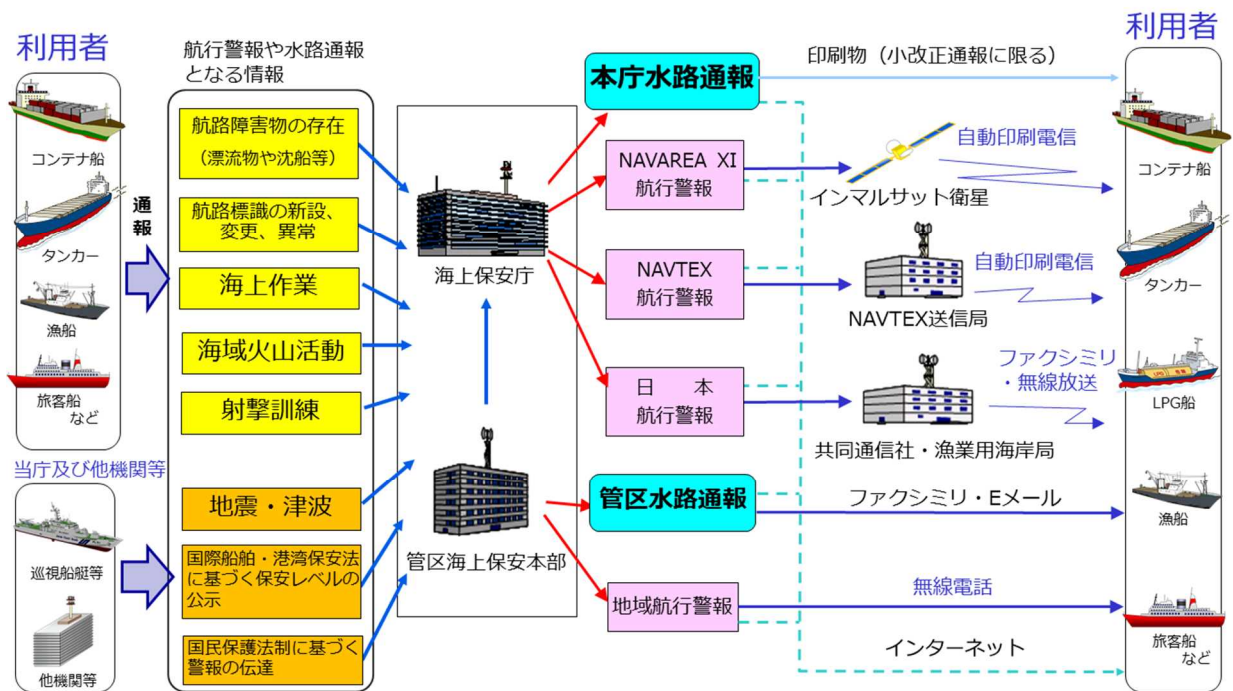 利用者
コンテナ船
タンカー
漁船
旅客船
など
当庁及び他機関等
巡視船艇等
他機関等
通報
航行警報や水路通報
となる情報
航路障害物の存在
（漂流物や沈船等）
航路標識の新設、
変更、異常
海上作業
海域火山活動
射撃訓練
地震・津波
国際船舶・港湾保安法
に基づく保安レベルの
公示
国民保護法制に基づく
警報の伝達
海上保安庁
管区海上保安本部
本庁水路通報
NAVAREA XI
航行警報
NAVTEX
航行警報
日　本
航行警報
管区水路通報
地域航行警報
印刷物（小改正通報に限る）
自動印刷電信
インマルサット衛星
自動印刷電信
NAVTEX送信局
ファクシミリ
・無線放送
共同通信社・漁業用海岸局
ファクシミリ・Eメール
無線電話
インターネット
利用者
コンテナ船
タンカー
LPG
LPG船
漁船
旅客船
など